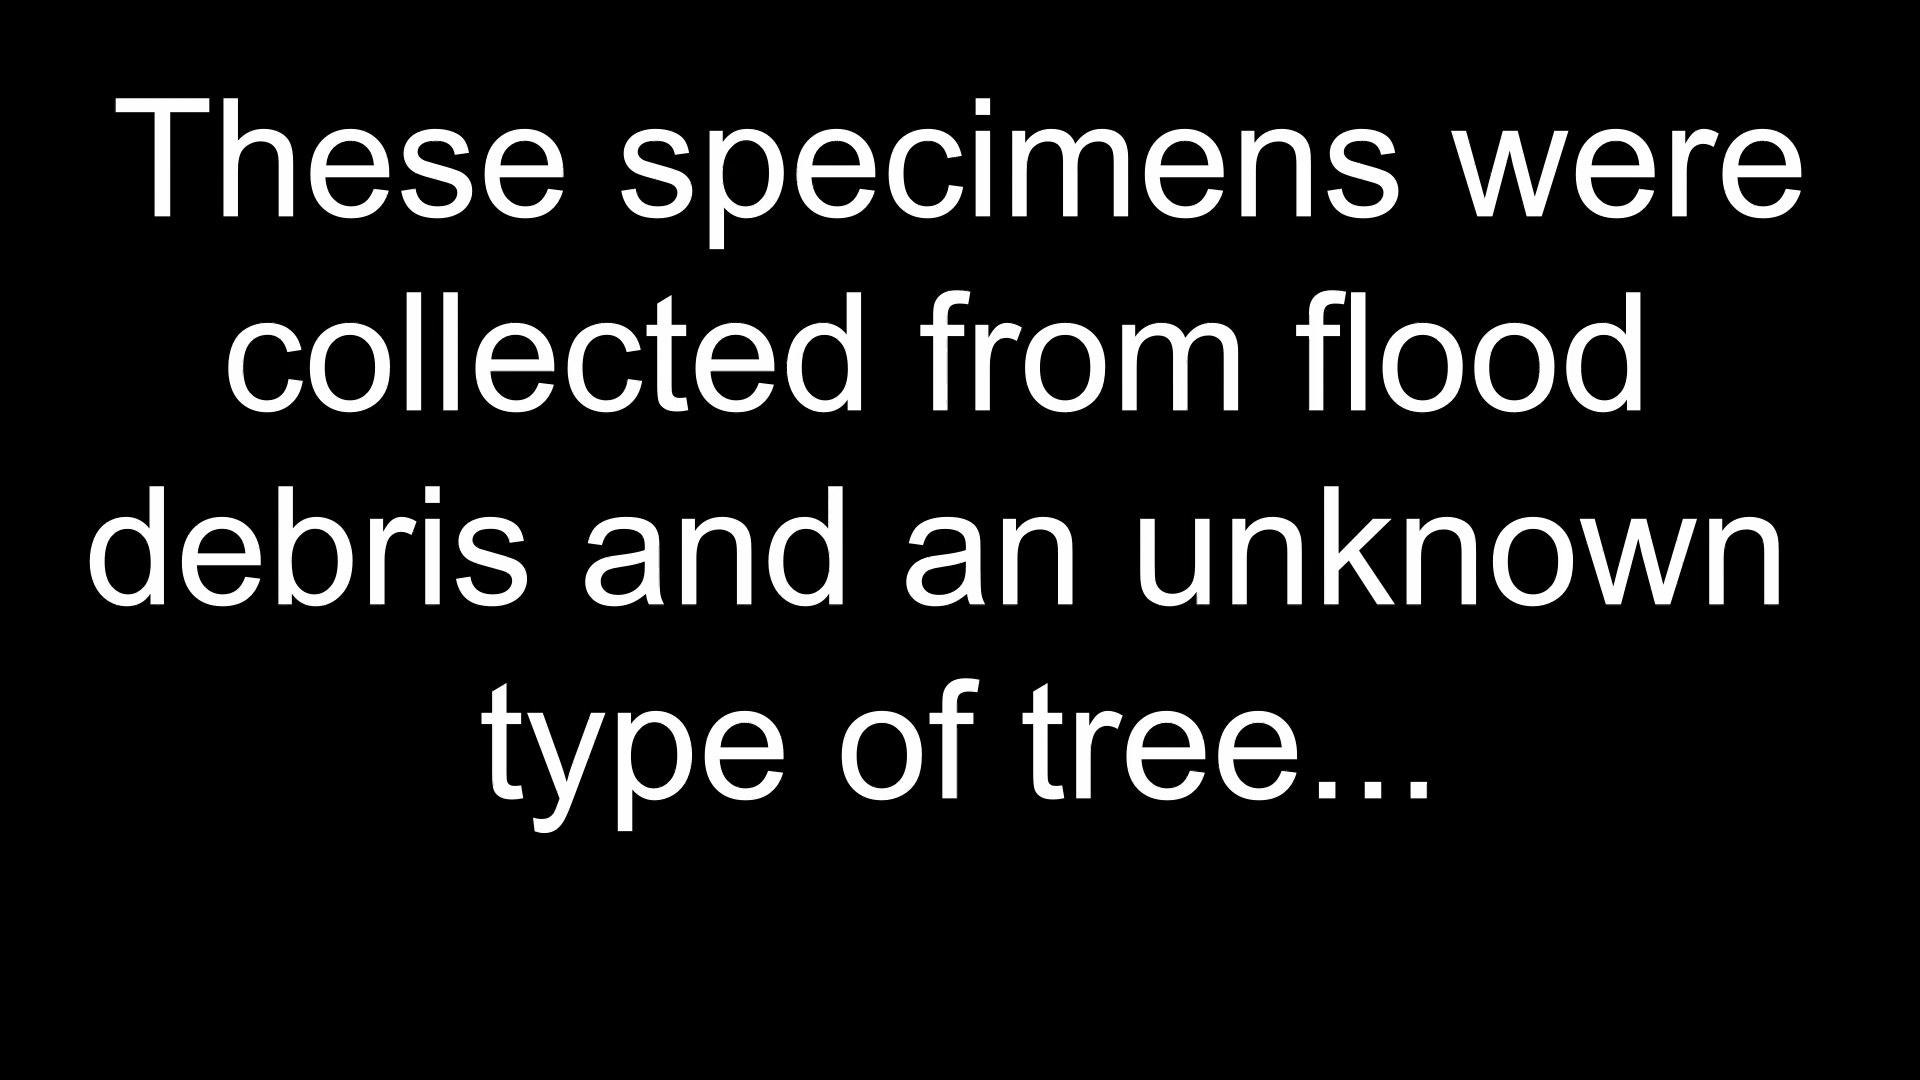 These specimens were
collected from flood
debris and an unknown
type of tree...